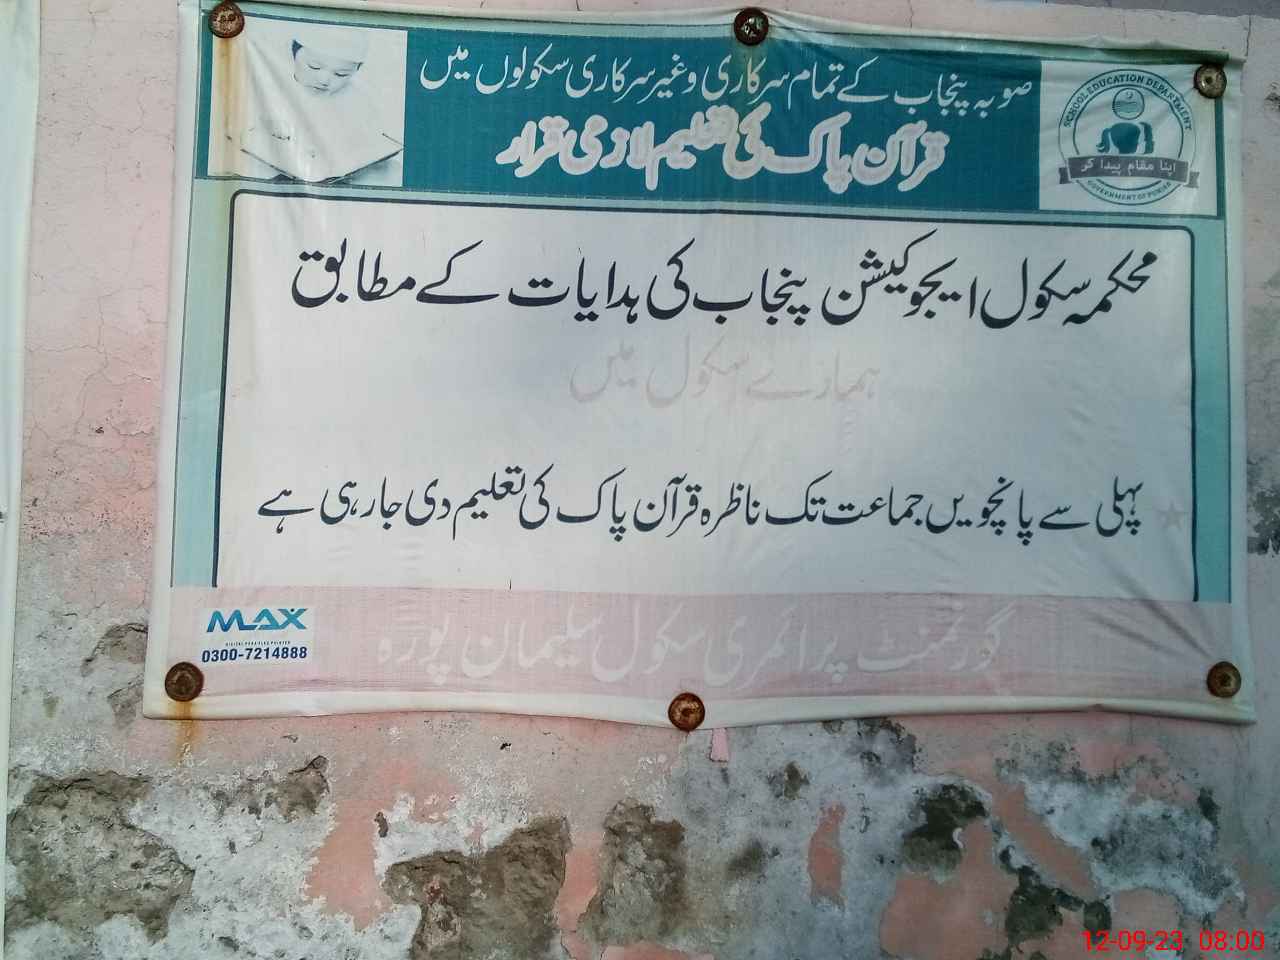 صوبہ پنجاب کے تمام سرکاری و غیر سرکاری سکولوں میں
قرآن پاک کی تعلیم لازمی قرار
SCHOOL EDUCATION DEPARTMENT
اپنا مقام پیدا کر
GOVERNMENT OF PUNJAB
محکمہ سکول ایجوکیشن پنجاب کی ہدایات کے مطابق
ہمارے سکول میں
پہلی سے پانچویں جماعت تک ناظرہ قرآن پاک کی تعلیم دی جارہی ہے
گورنمنٹ پرائمری سکول سلیمان پورہ
MAX
0300-7214888
12-09-23 08:00